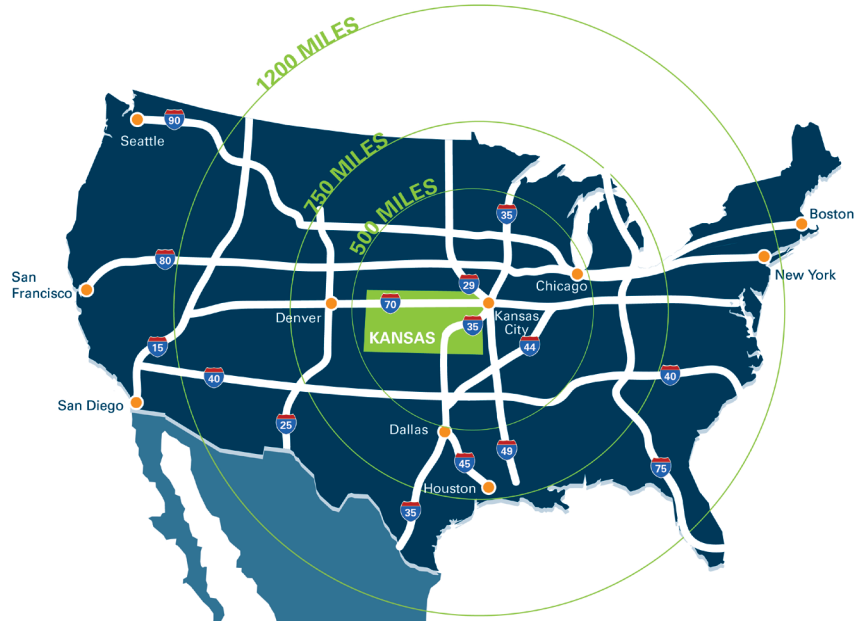 1200 MILES
750 MILES
500 MILES
90
Seattle
35
Boston
80
San
Francisco
29
Chicago
New York
Denver
70
Kansas
City
35
KANSAS
44
15
40
40
San Diego
25
Dallas
45
49
75
Houston
35